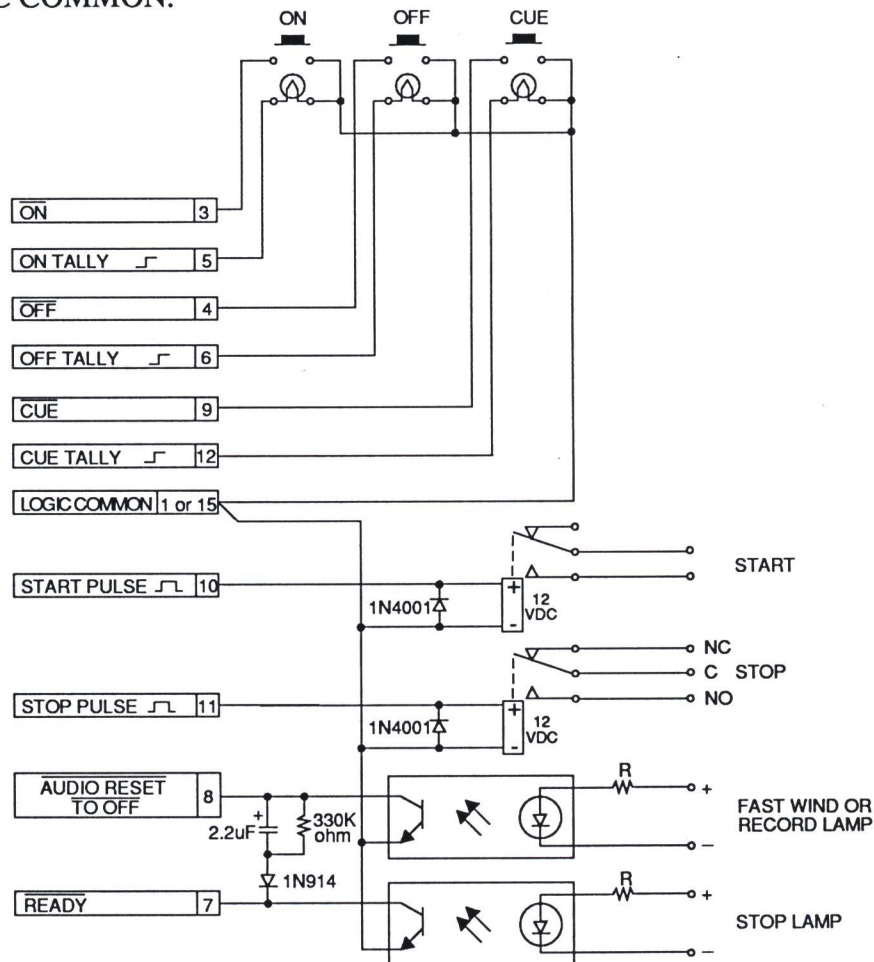 C COMMON.
ON
OFF
CUE
ON 3
ON TALLY 5
OFF 4
OFF TALLY 6
CUE 9
CUE TALLY 12
LOGIC COMMON 1 or 15
START PULSE 10
1N4001
+
-
12
VDC
START
STOP PULSE 11
1N4001
+
-
12
VDC
NC
C STOP
NO
AUDIO RESET
TO OFF
8
+
2.2uF
330K
ohm
1N914
R
+
−
FAST WIND OR
RECORD LAMP
READY 7
R
+
−
STOP LAMP